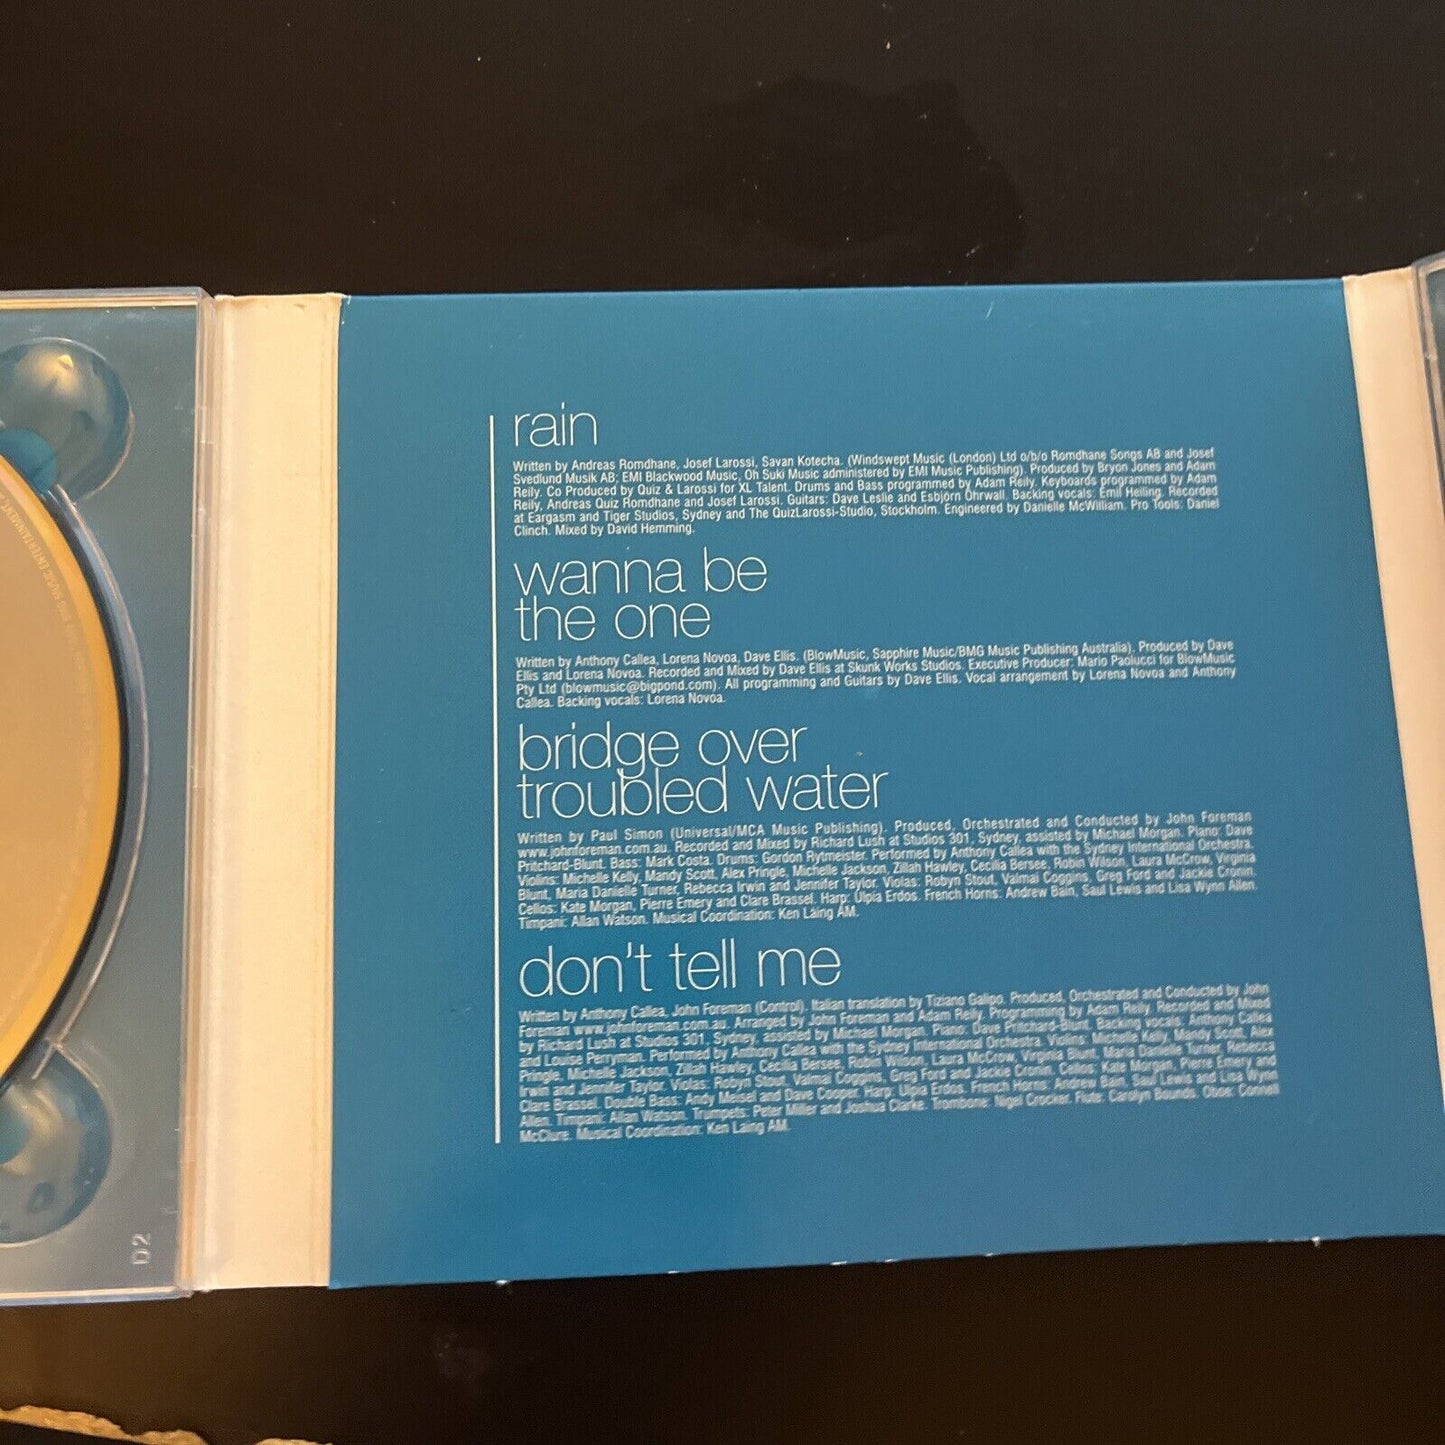 rain
Written by Andreas Romdhane, Josef Larossi, Savan Kotecha. (Windswept Music (London) Ltd o/b/o Romdhane Songs AB and Josef
Svedlund Musik AB; EMI Blackwood Music, Oh Suki Music administered by EMI Music Publishing). Produced by Bryon Jones and Adam
Reily. Co Produced by Quiz & Larossi for XL Talent. Drums and Bass programmed by Adam Reily. Keyboards programmed by Adam
Reily, Andreas Quiz Romdhane and Josef Larossi. Guitars: Dave Leslie and Esbjorn Ohrwall. Backing vocals: Emil Heiling. Recorded
at Eargasm and Tiger Studios, Sydney and The QuizLarossi-Studio, Stockholm. Engineered by Danielle McWilliam. Pro Tools: Daniel
Clinch. Mixed by David Hemming.
wanna be
the one
Written by Anthony Callea, Lorena Novoa, Dave Ellis. (BlowMusic, Sapphire Music/BMG Music Publishing Australia). Produced by Dave
Ellis and Lorena Novoa. Recorded and Mixed by Dave Ellis at Skunk Works Studios. Executive Producer: Mario Paolucci for BlowMusic
Pty Ltd (blowmusic@bigpond.com). All programming and Guitars by Dave Ellis. Vocal arrangement by Lorena Novoa and Anthony
Callea. Backing vocals: Lorena Novoa.
bridge over
troubled water
Written by Paul Simon (Universal/MCA Music Publishing). Produced, Orchestrated and Conducted by John Foreman
www.johnforeman.com.au. Recorded and Mixed by Richard Lush at Studios 301, Sydney, assisted by Michael Morgan. Piano: Dave
Pritchard-Blunt. Bass: Mark Costa. Drums: Gordon Rytmeister. Performed by Anthony Callea with the Sydney International Orchestra.
Violins: Michelle Kelly, Mandy Scott, Alex Pringle, Michelle Jackson, Zillah Hawley, Cecilia Bersee, Robin Wilson, Laura McCrow, Virginia
Blunt, Maria Danielle Turner, Rebecca Irwin and Jennifer Taylor. Violas: Robyn Stout, Valmai Coggins, Greg Ford and Jackie Cronin.
Cellos: Kate Morgan, Pierre Emery and Clare Brassel. Harp: Ulpia Erdos. French Horns: Andrew Bain, Saul Lewis and Lisa Wynn Allen.
Timpani: Allan Watson. Musical Coordination: Ken Laing AM.
don't tell me
Written by Anthony Callea, John Foreman (Control). Italian translation by Tiziano Galipo. Produced, Orchestrated and Conducted by John
Foreman www.johnforeman.com.au. Arranged by John Foreman and Adam Reily. Programming by Adam Reily. Recorded and Mixed
by Richard Lush at Studios 301, Sydney, assisted by Michael Morgan. Piano: Dave Pritchard-Blunt. Backing vocals: Anthony Callea
and Louise Perryman. Performed by Anthony Callea with the Sydney International Orchestra. Violins: Michelle Kelly, Mandy Scott, Alex
Pringle, Michelle Jackson, Zillah Hawley, Cecilia Bersee, Robin Wilson, Laura McCrow, Virginia Blunt, Maria Danielle Turner, Rebecca
Irwin and Jennifer Taylor. Violas: Robyn Stout, Valmai Coggins, Greg Ford and Jackie Cronin. Cellos: Kate Morgan, Pierre Emery and
Clare Brassel. Double Bass: Andy Meisel and Dave Cooper. Harp: Ulpia Erdos. French Horns: Andrew Bain, Saul Lewis and Lisa Wynn
Allen. Timpani: Allan Watson. Trumpets: Peter Miller and Joshua Clarke. Trombone: Nigel Crocker. Flute: Carolyn Bounds. Oboe: Conall
McClure. Musical Coordination: Ken Laing AM.
MUSIC ENTERTAINMENT
D2